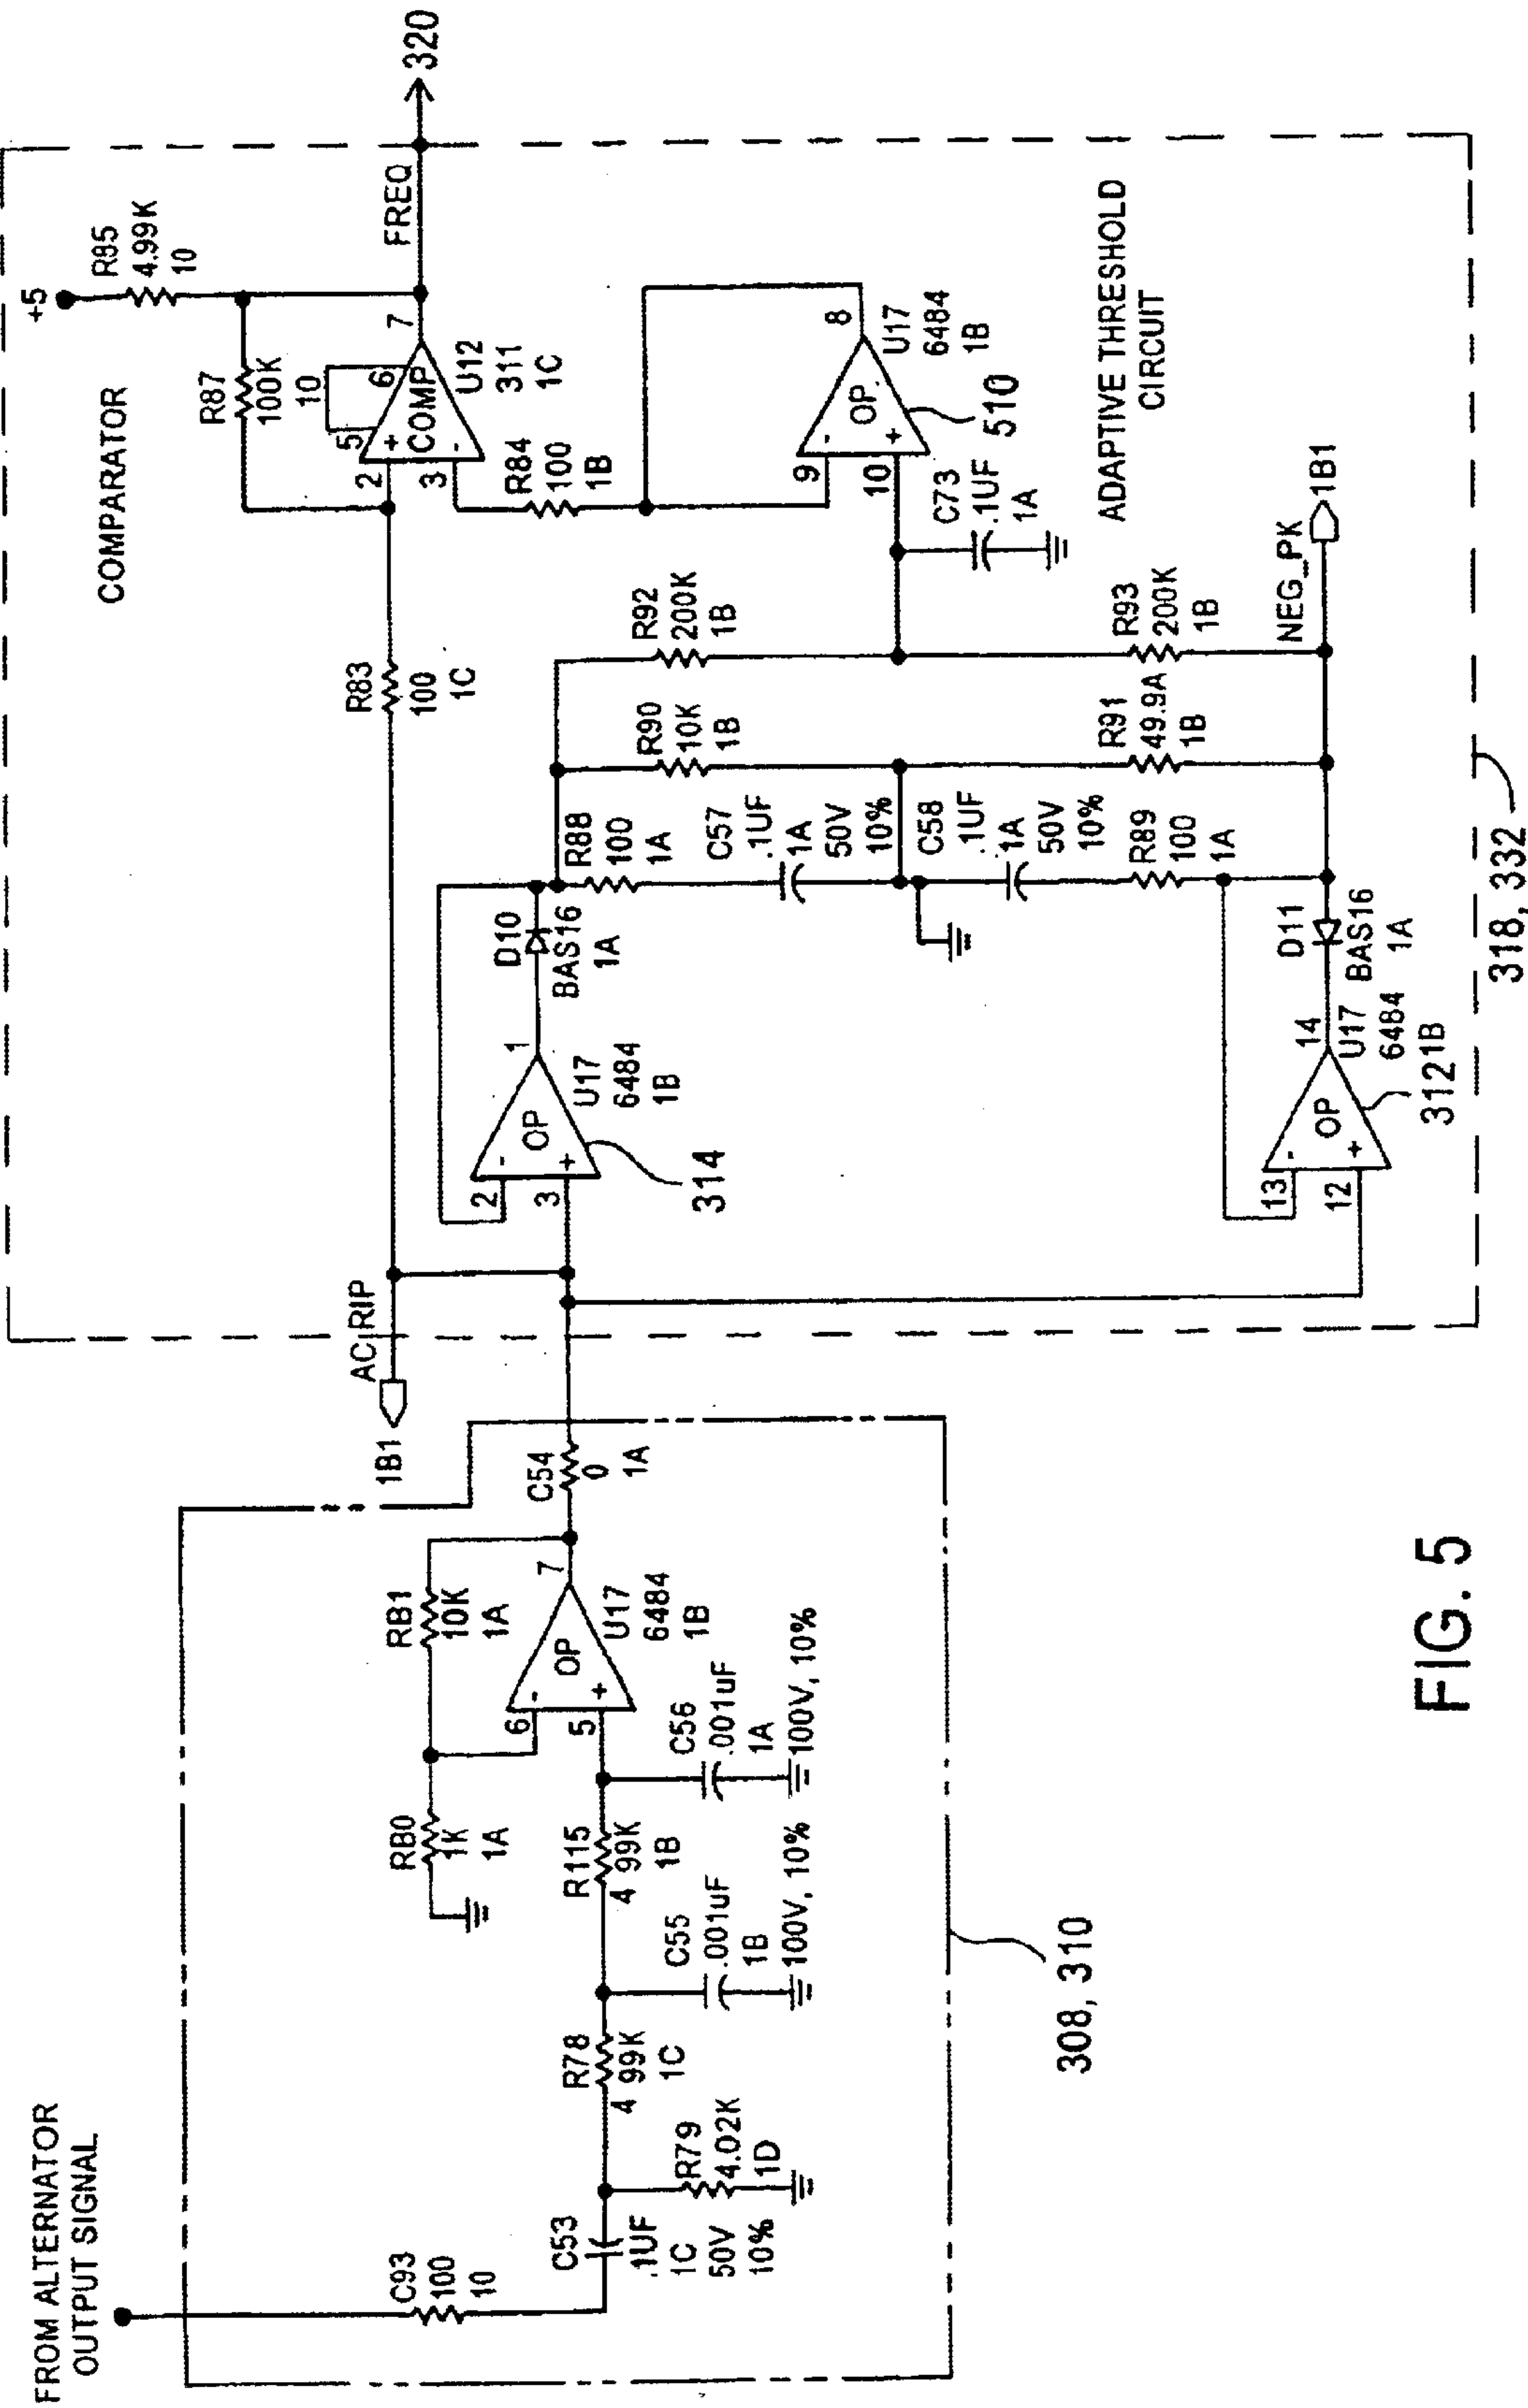 FROM ALTERNATOR
OUTPUT SIGNAL
C93
100
10
C53
.1UF
1C
50V
10%
R79
4.02K
1D
R78
4 99K
1C
C55
.001uF
1B
100V, 10%
R115
4 99K
1B
C56
.001uF
1A
100V, 10%
RB0
1K
1A
RB1
10K
1A
6
5
-
+
OP
7
U17
6484
1B
C54
0
1A
308, 310
1B1
AC RIP
2
3
-
+
OP
1
U17
6484
1B
314
D10
BAS16
1A
13
12
-
+
OP
14
U17
6484
1B
312
D11
BAS16
1A
R88
100
1A
C57
.1UF
1A
50V
10%
C58
.1UF
1A
50V
10%
R89
100
1A
R90
10K
1B
R91
49.9A
1B
R92
200K
1B
R93
200K
1B
NEG_PK
1B1
C73
.1UF
1A
9
10
-
+
OP
8
U17
6484
1B
510
ADAPTIVE THRESHOLD
CIRCUIT
COMPARATOR
R83
100
1C
R84
100
1B
2
3
+
-
COMP
5
6
10
7
U12
311
1C
R87
100K
+5
R85
4.99K
10
FREQ
320
318, 332
FIG. 5